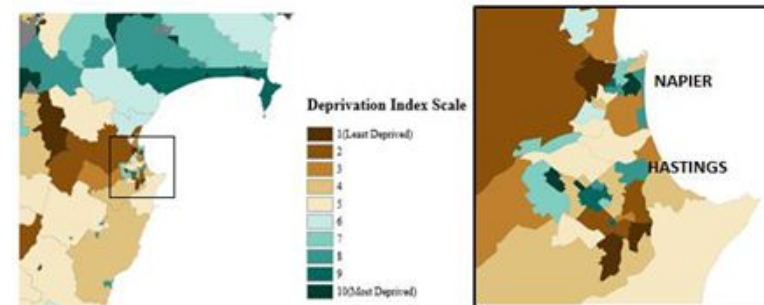 Deprivation Index Scale
1(Least Deprived)
2
3
4
5
6
7
8
9
10(Most Deprived)
NAPIER
HASTINGS